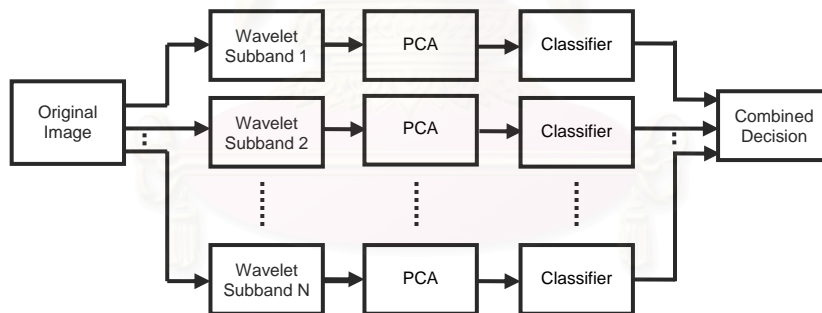 Original
Image
Wavelet
Subband 1
PCA
Classifier
Wavelet
Subband 2
PCA
Classifier
Wavelet
Subband N
PCA
Classifier
Combined
Decision